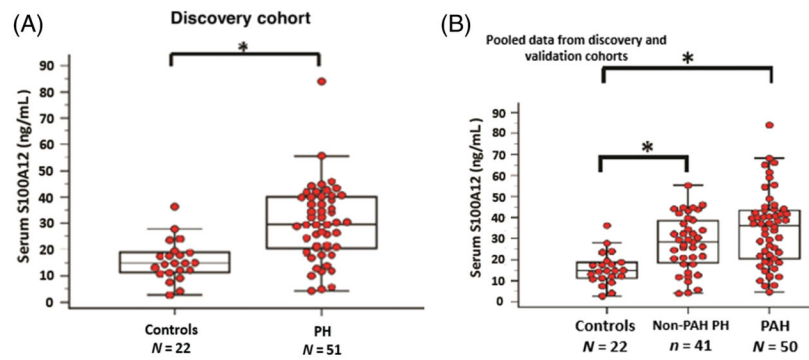 (A)
Discovery cohort
*
Serum S100A12 (ng/mL)
90
80
70
60
50
40
30
20
10
0
Controls
N = 22
PH
N = 51
(B)
Pooled data from discovery and
validation cohorts
*
*
Serum S100A12 (ng/mL)
90
80
70
60
50
40
30
20
10
0
Controls
N = 22
Non-PAH PH
n = 41
PAH
N = 50